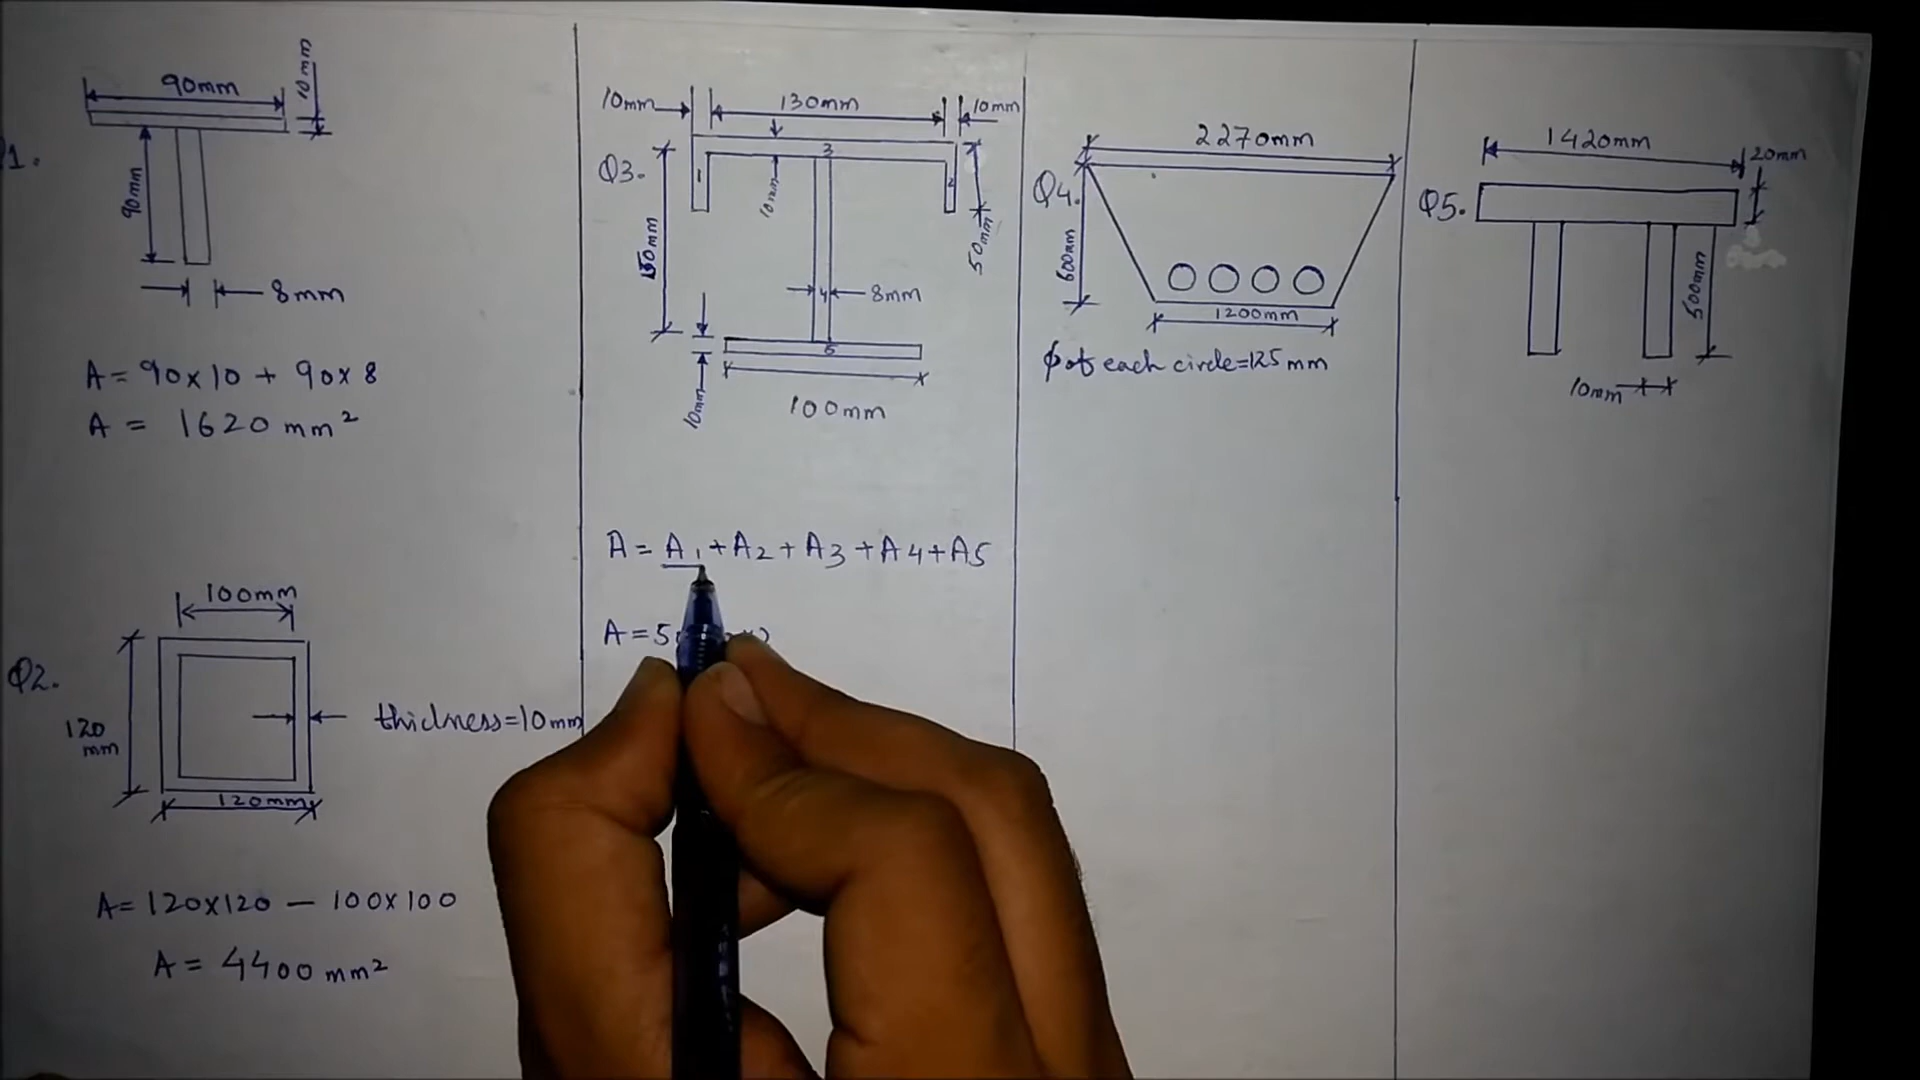 90mm
10mm
1.
90mm
8mm
A = 90x10 + 90x8
A = 1620 mm²
100mm
Q2.
120
mm
thickness=10mm
120mm
A=120x120 - 100x100
A = 4400 mm²
10mm
130mm
10mm
Q3.
1
3
2
10mm
50mm
4
8mm
5
10mm
100mm
A = A1+A2+A3+A4+A5
A=5
2270mm
Q4.
600mm
1200mm
ϕ of each circle=125mm
1420mm
20mm
Q5.
500mm
10mm